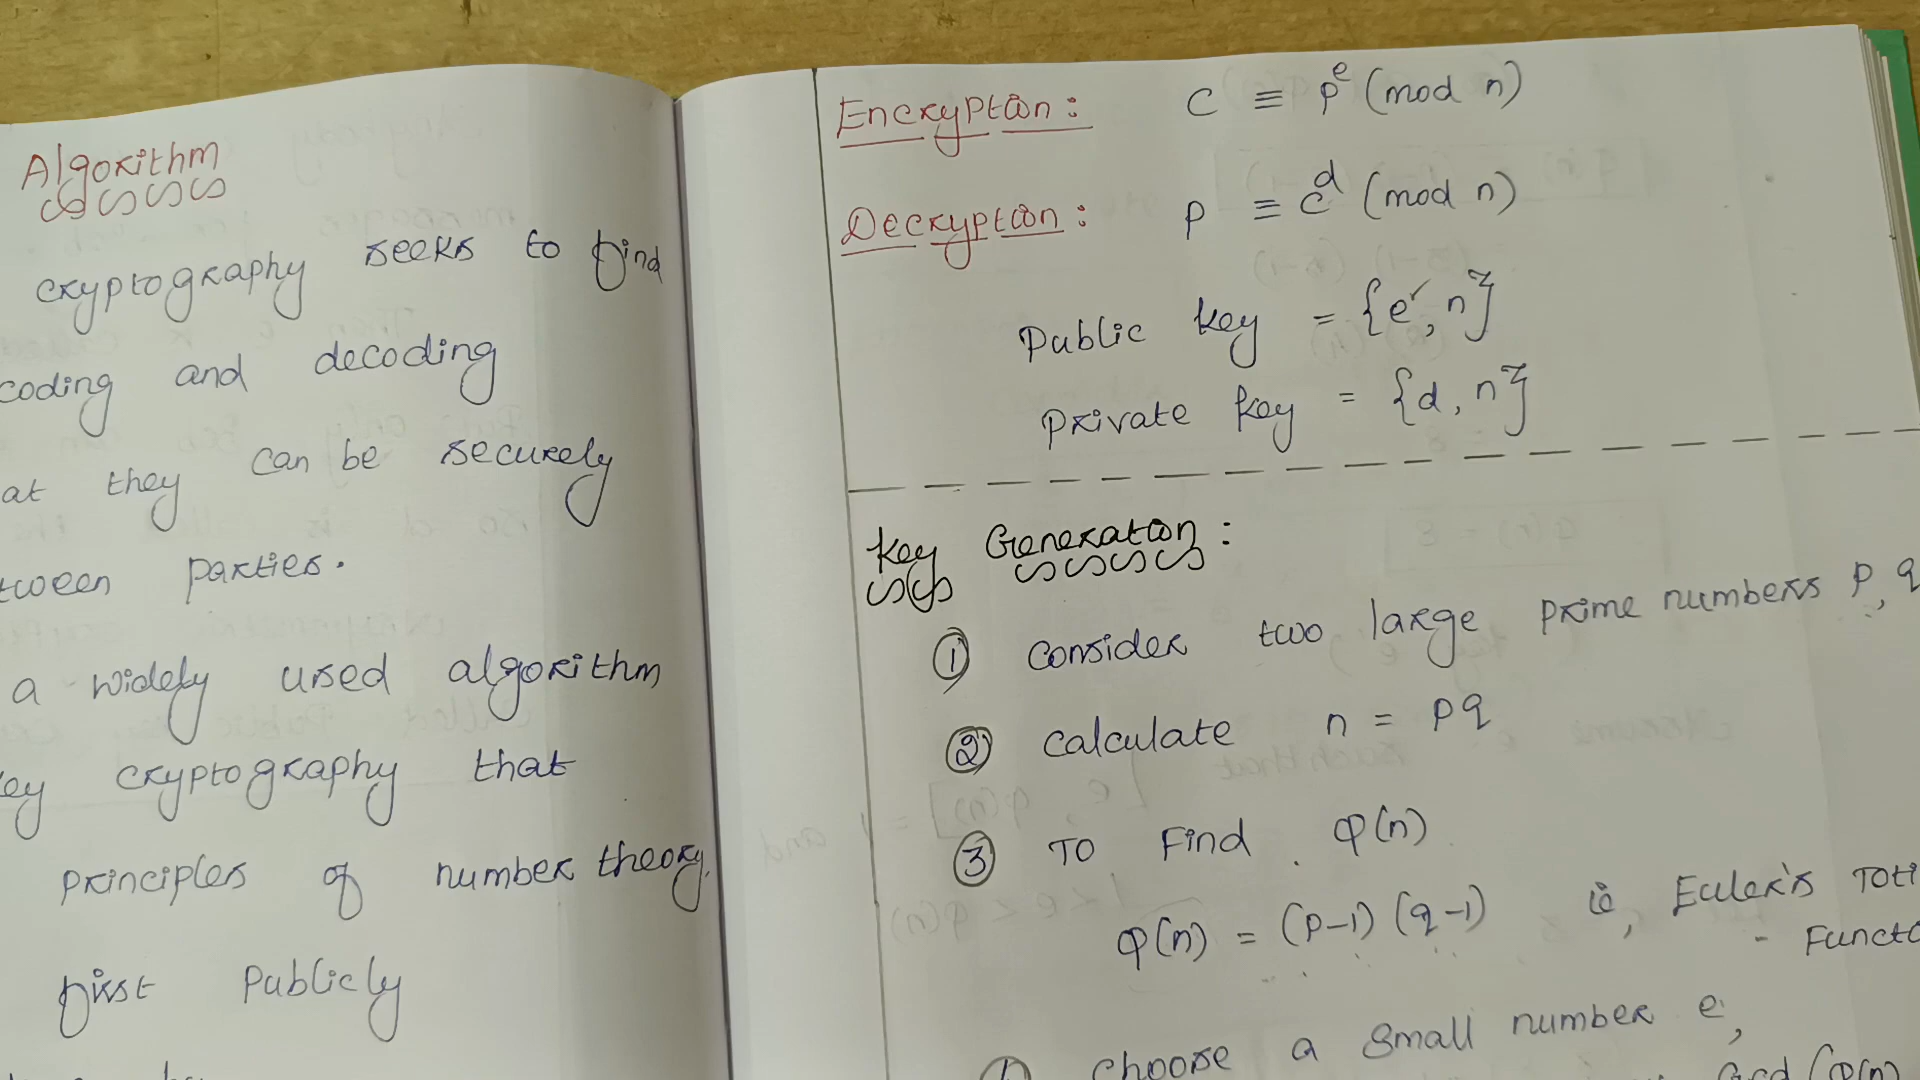 Algorithm
cryptography seeks to find
coding and decoding
at they can be securely
tween parties.
a widely used algorithm
ey cryptography that
principles of number theory.
first publicly
Encryption: C ≡ P^e (mod n)
Decryption: P ≡ C^d (mod n)
Public key = {e, n}
Private key = {d, n}
Key Generation:
① Consider two large prime numbers p, q
② Calculate n = pq
③ To Find φ(n)
φ(n) = (p-1) (q-1) ie, Euler's Toti
- Functo
choose a small number e,
Gcd (φ(n)